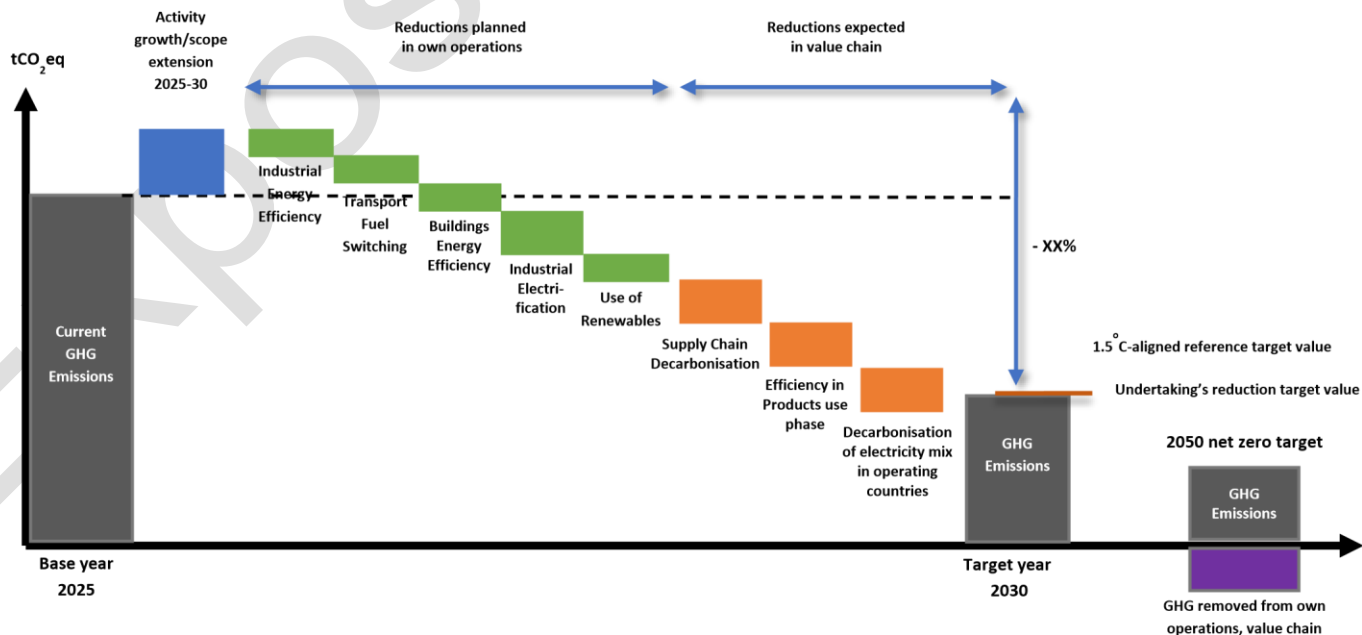 Activity
growth/scope
extension
2025-30
Reductions planned
in own operations
Reductions expected
in value chain
tCO2eq
Industrial
Energy
Efficiency
Transport
Fuel
Switching
Buildings
Energy
Efficiency
Industrial
Electri-
fication
Use of
Renewables
Supply Chain
Decarbonisation
Efficiency in
Products use
phase
Decarbonisation
of electricity mix
in operating
countries
- XX%
Current
GHG
Emissions
1.5°C-aligned reference target value
Undertaking's reduction target value
GHG
Emissions
2050 net zero target
GHG
Emissions
Base year
2025
Target year
2030
GHG removed from own
operations, value chain